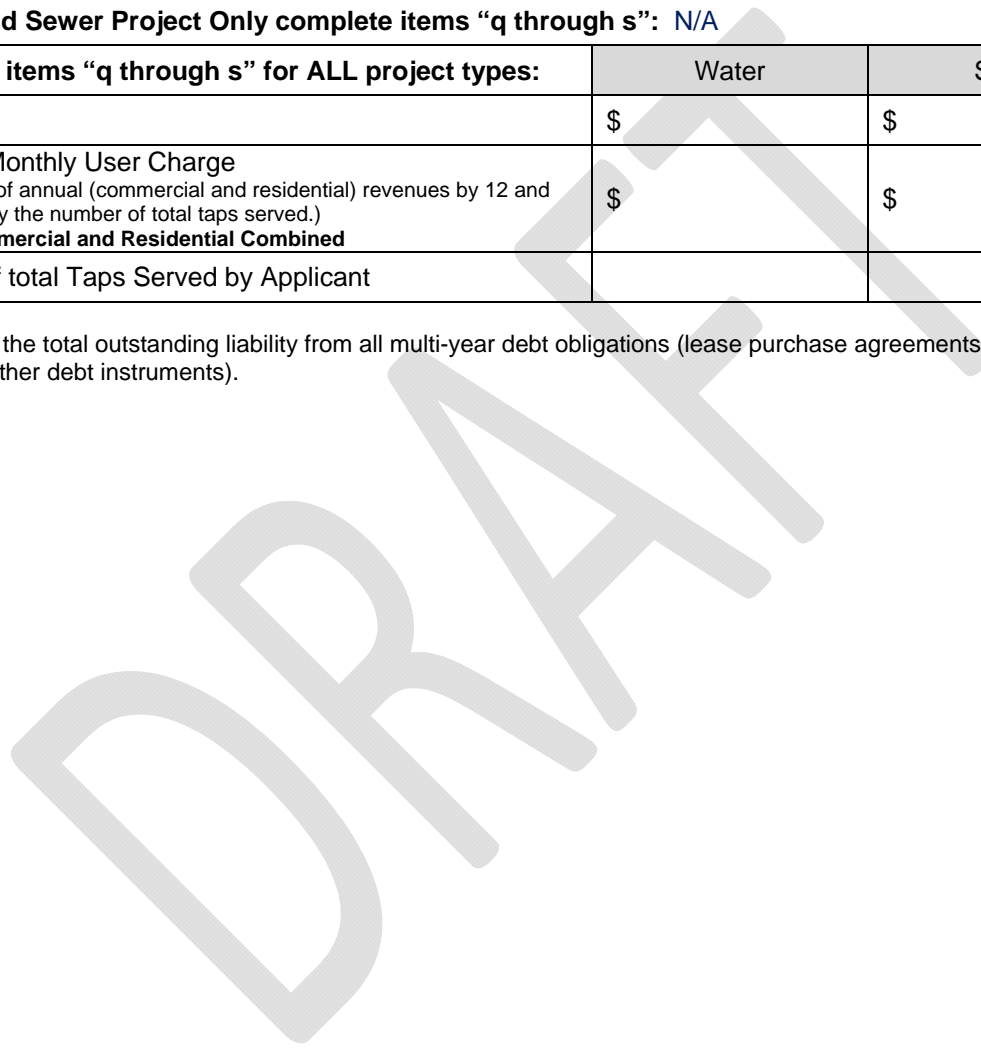 d Sewer Project Only complete items “q through s”: N/A
items “q through s” for ALL project types: Water S
$ $
Monthly User Charge
of annual (commercial and residential) revenues by 12 and
y the number of total taps served.)
mercial and Residential Combined
$ $
f total Taps Served by Applicant
the total outstanding liability from all multi-year debt obligations (lease purchase agreements
ther debt instruments).
DRAFT